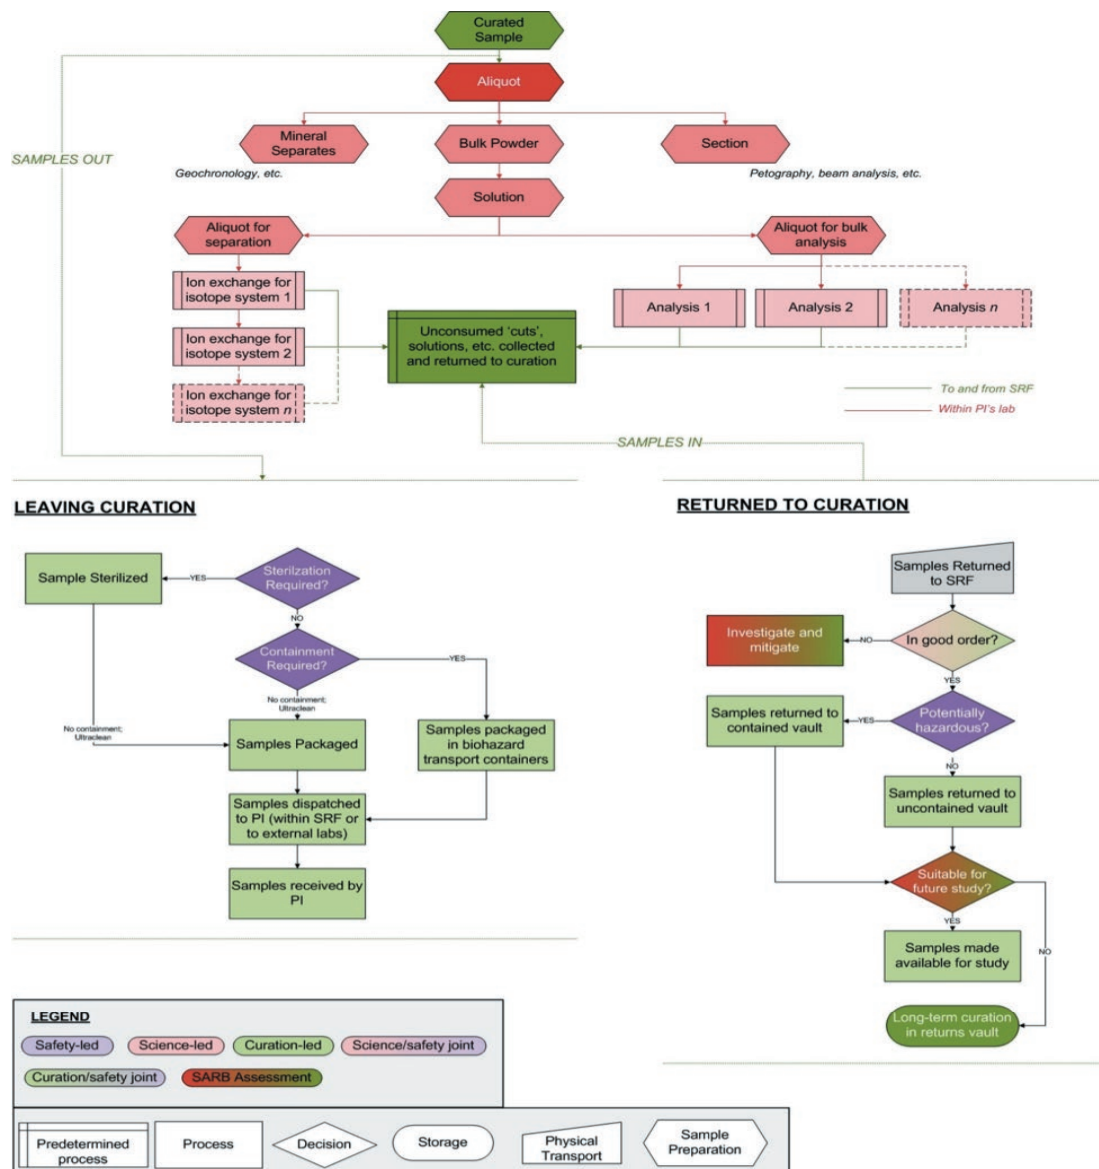 Curated
Sample
Aliquot
SAMPLES OUT
Mineral
Separates
Bulk Powder
Section
Geochronology, etc.
Petography, beam analysis, etc.
Solution
Aliquot for
separation
Aliquot for bulk
analysis
Ion exchange for
isotope system 1
Analysis 1
Analysis 2
Analysis n
Unconsumed ‘cuts’,
solutions, etc. collected
and returned to curation
Ion exchange for
isotope system 2
Ion exchange for
isotope system n
To and from SRF
Within PI's lab
SAMPLES IN
LEAVING CURATION
Sample Sterilized
YES
Sterilzation
Required?
NO
Containment
Required?
YES
No containment;
Ultraclean
No containment;
Ultraclean
Samples Packaged
Samples packaged
in biohazard
transport containers
Samples dispatched
to PI (within SRF or
to external labs)
Samples received by
PI
RETURNED TO CURATION
Samples Returned
to SRF
Investigate and
mitigate
NO
In good order?
YES
Samples returned to
contained vault
YES
Potentially
hazardous?
NO
Samples returned to
uncontained vault
Suitable for
future study?
YES
NO
Samples made
available for study
Long-term curation
in returns vault
LEGEND
Safety-led
Science-led
Curation-led
Science/safety joint
Curation/safety joint
SARB Assessment
Predetermined
process
Process
Decision
Storage
Physical
Transport
Sample
Preparation